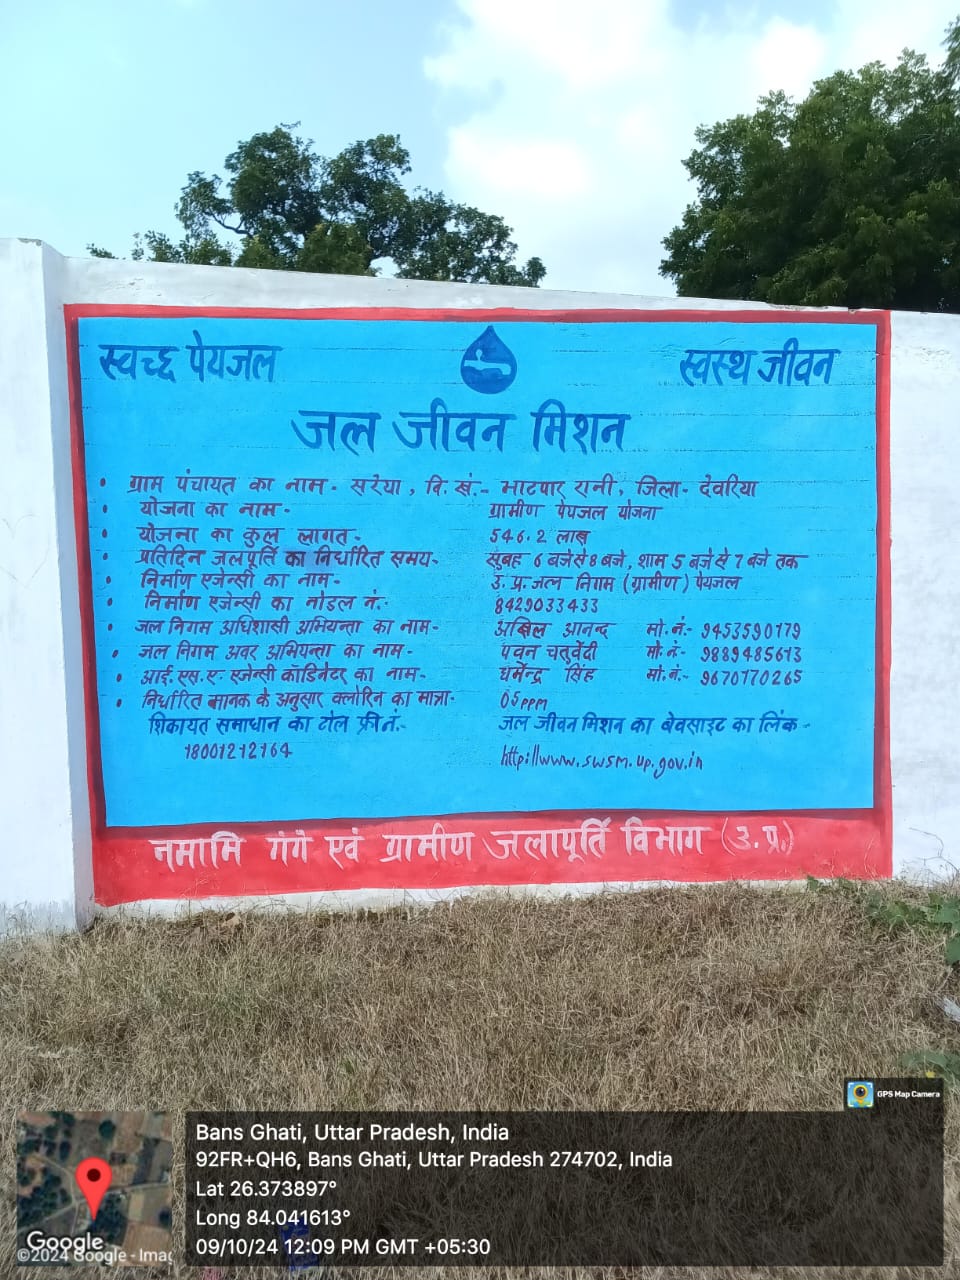 स्वच्छ पेयजल
स्वस्थ जीवन
जल जीवन मिशन
• ग्राम पंचायत का नाम- सरेया, वि.खं.- भाटपार रानी, जिला- देवरिया
• योजना का नाम- ग्रामीण पेयजल योजना
• योजना का कुल लागत- 546.2 लाख
• प्रतिदिन जलपूर्ति का निर्धारित समय- सुबह 6 बजे से 8 बजे, शाम 5 बजे से 7 बजे तक
• निर्माण एजेन्सी का नाम- उ.प्र.जल निगम (ग्रामीण) पेयजल
• निर्माण एजेन्सी का नोडल नं.- 8429033433
• जल निगम अधिशासी अभियन्ता का नाम- अखिल आनन्द मो.नं.- 9453590179
• जल निगम अवर अभियन्ता का नाम- पवन चतुर्वेदी मो.नं- 9889485613
• आई.एस.ए. एजेन्सी कॉडिनेटर का नाम- धर्मेन्द्र सिंह मो.नं.- 9670770265
• निर्धारित मानक के अनुसार क्लोरिन का मात्रा- 05ppm
शिकायत समाधान का टोल फ्री नं.- जल जीवन मिशन का बेवसाइट का लिंक-
18001212164 http://www.swsm.up.gov.in
नमामि गंगे एवं ग्रामीण जलापूर्ति विभाग (उ.प्र.)
GPS Map Camera
Bans Ghati, Uttar Pradesh, India
92FR+QH6, Bans Ghati, Uttar Pradesh 274702, India
Lat 26.373897°
Long 84.041613°
09/10/24 12:09 PM GMT +05:30
Google
©2024 Google - Imag